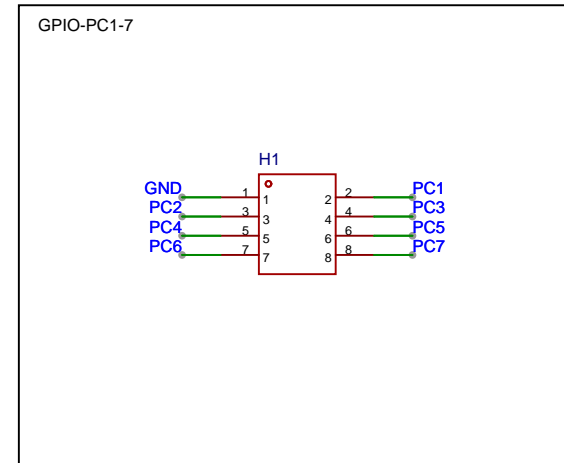 GPIO-PC1-7
H1
GND 1 1 2 2 PC1
PC2 3 3 4 4 PC3
PC4 5 5 6 6 PC5
PC6 7 7 8 8 PC7